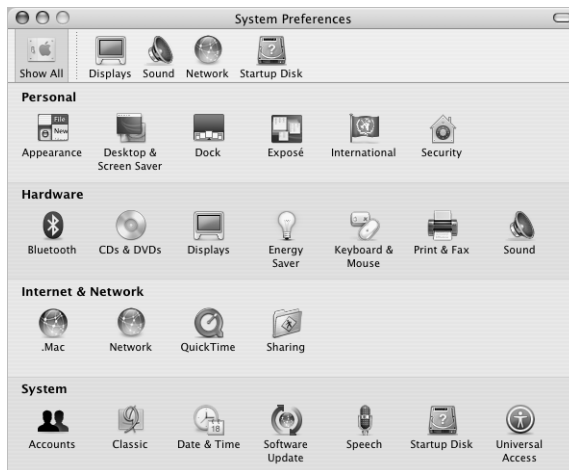 System Preferences
Show All Displays Sound Network Startup Disk
Personal
File
New
Appearance Desktop & Screen Saver Dock Exposé International Security
Hardware
Bluetooth CDs & DVDs Displays Energy Saver Keyboard & Mouse Print & Fax Sound
Internet & Network
.Mac Network QuickTime Sharing
System
18
Accounts Classic Date & Time Software Update Speech Startup Disk Universal Access